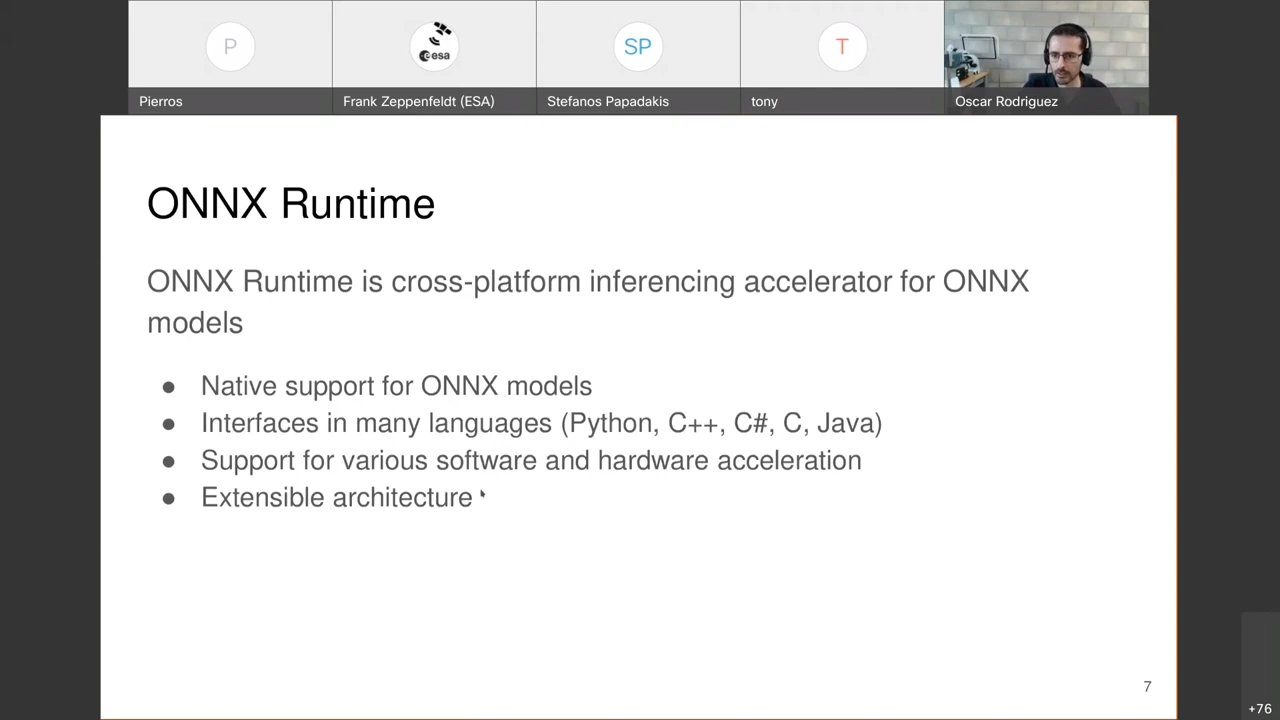 P
esa
SP
T
Pierros
Frank Zeppenfeldt (ESA)
Stefanos Papadakis
tony
Oscar Rodriguez
ONNX Runtime
ONNX Runtime is cross-platform inferencing accelerator for ONNX
models
● Native support for ONNX models
● Interfaces in many languages (Python, C++, C#, C, Java)
● Support for various software and hardware acceleration
● Extensible architecture
7
+76